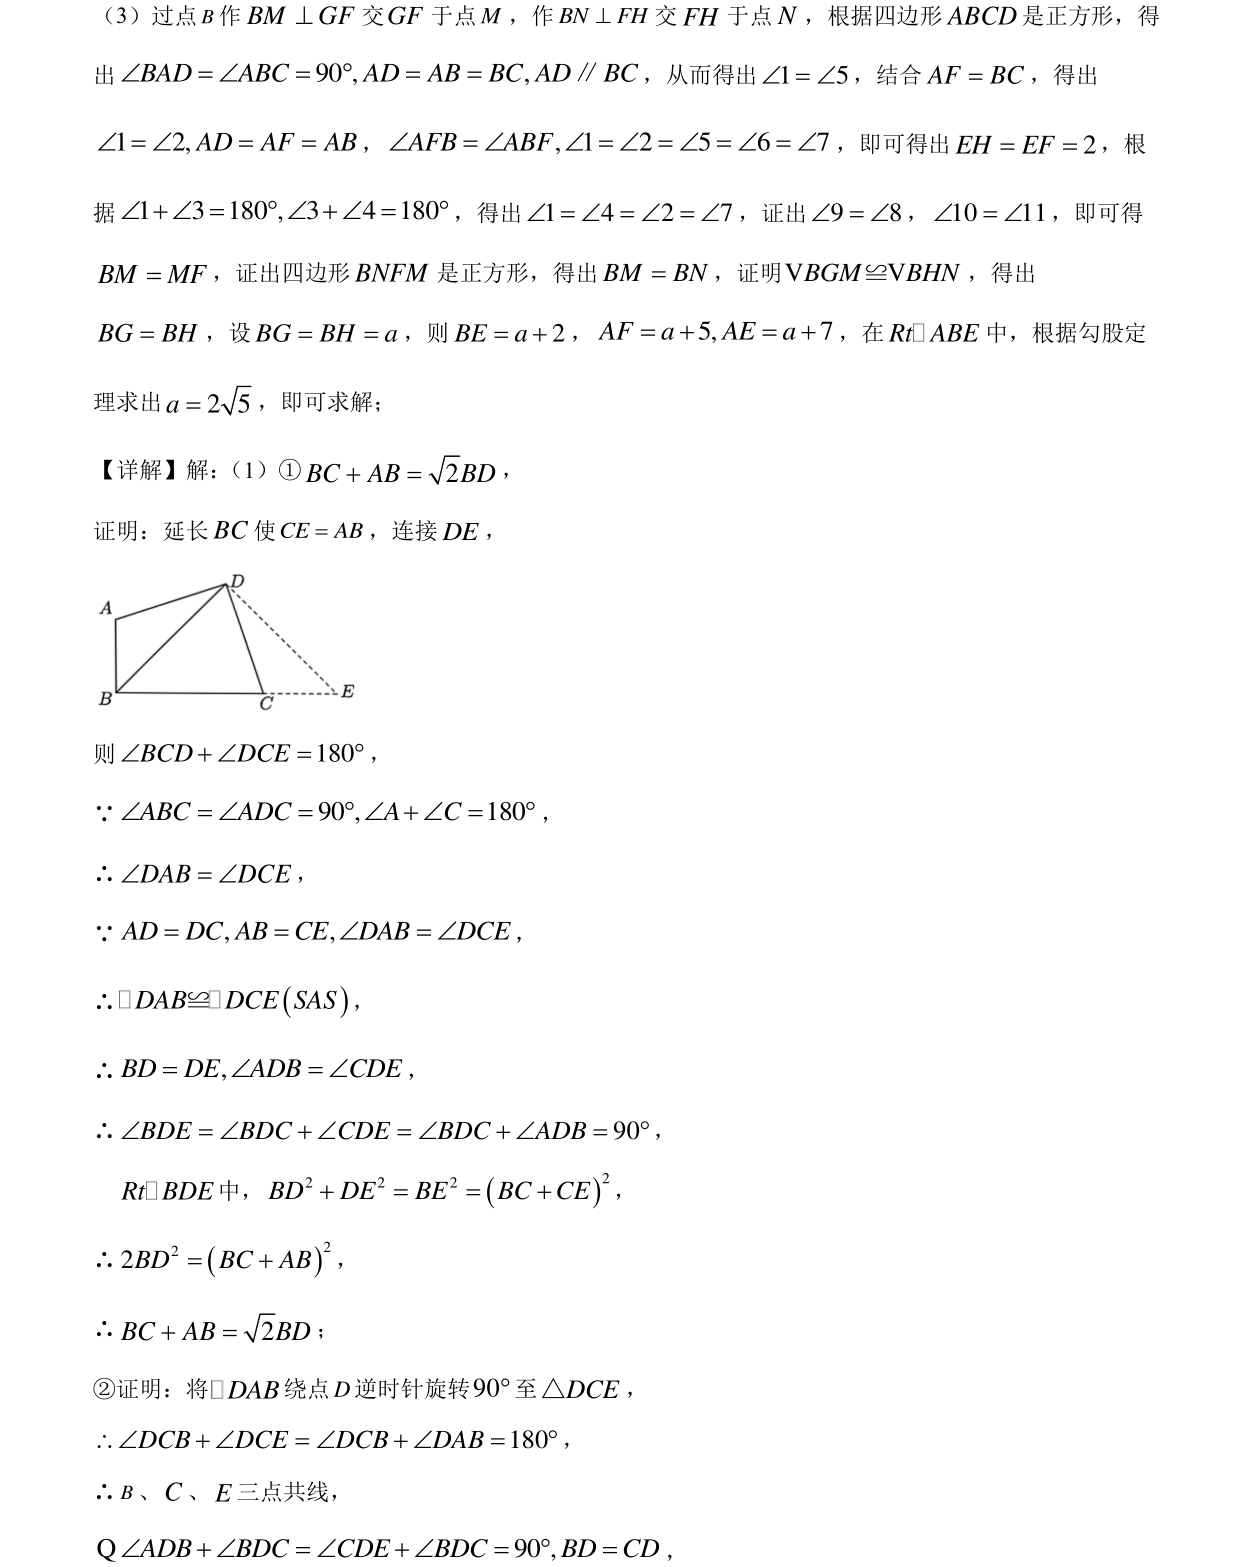 （3）过点B作BM⊥GF交GF于点M，作BN⊥FH交FH于点N，根据四边形ABCD是正方形，得
出∠BAD=∠ABC=90°,AD=AB=BC,AD∥BC，从而得出∠1=∠5，结合AF=BC，得出
∠1=∠2,AD=AF=AB，∠AFB=∠ABF,∠1=∠2=∠5=∠6=∠7，即可得出EH=EF=2，根
据∠1+∠3=180°,∠3+∠4=180°，得出∠1=∠4=∠2=∠7，证出∠9=∠8，∠10=∠11，即可得
BM=MF，证出四边形BNFM是正方形，得出BM=BN，证明VBGM≌VBHN，得出
BG=BH，设BG=BH=a，则BE=a+2，AF=a+5,AE=a+7，在Rt□ABE中，根据勾股定
理求出a=2√5，即可求解；
【详解】解：（1）①BC+AB=√2BD，
证明：延长BC使CE=AB，连接DE，
D
A
B
C
E
则∠BCD+∠DCE=180°，
∵∠ABC=∠ADC=90°,∠A+∠C=180°，
∴∠DAB=∠DCE，
∵AD=DC,AB=CE,∠DAB=∠DCE，
∴□DAB≌□DCE(SAS)，
∴BD=DE,∠ADB=∠CDE，
∴∠BDE=∠BDC+∠CDE=∠BDC+∠ADB=90°，
Rt□BDE中，BD²+DE²=BE²=(BC+CE)²，
∴2BD²=(BC+AB)²，
∴BC+AB=√2BD；
②证明：将□DAB绕点D逆时针旋转90°至△DCE，
∴∠DCB+∠DCE=∠DCB+∠DAB=180°，
∴B、C、E三点共线，
Q∠ADB+∠BDC=∠CDE+∠BDC=90°,BD=CD，